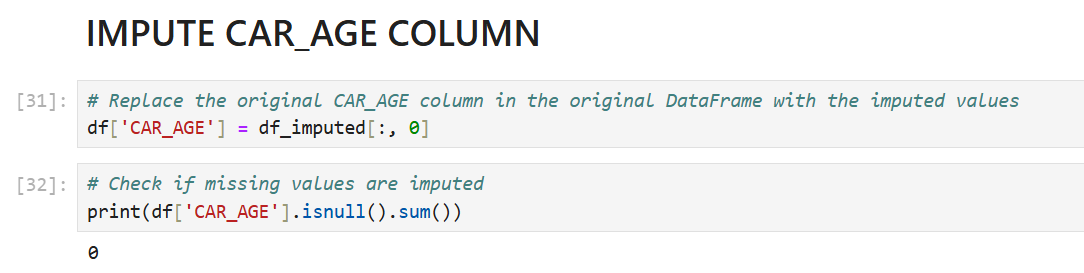 IMPUTE CAR_AGE COLUMN
[31]: # Replace the original CAR_AGE column in the original DataFrame with the imputed values
df['CAR_AGE'] = df_imputed[:, 0]
[32]: # Check if missing values are imputed
print(df['CAR_AGE'].isnull().sum())
0